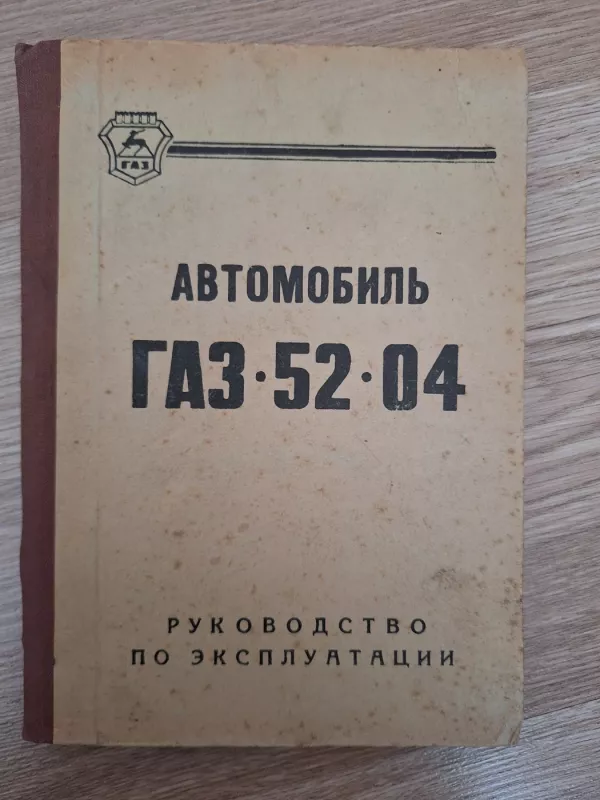 ГАЗ
АВТОМОБИЛЬ
ГАЗ·52·04
РУКОВОДСТВО
ПО ЭКСПЛУАТАЦИИ